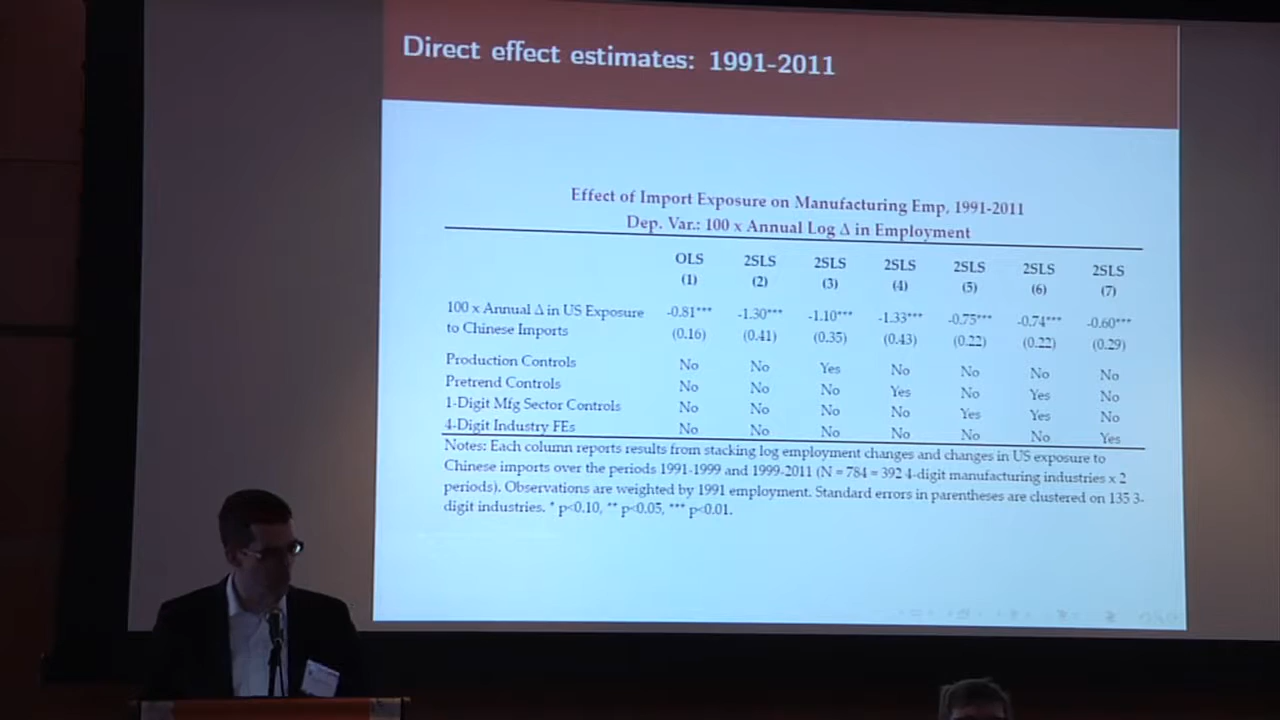 Direct effect estimates: 1991-2011
Effect of Import Exposure on Manufacturing Emp, 1991-2011
Dep. Var.: 100 x Annual Log Δ in Employment
OLS 2SLS 2SLS 2SLS 2SLS 2SLS 2SLS
(1) (2) (3) (4) (5) (6) (7)
100 x Annual Δ in US Exposure -0.81*** -1.30*** -1.10*** -1.33*** -0.75*** -0.74*** -0.60***
to Chinese Imports (0.16) (0.41) (0.35) (0.43) (0.22) (0.22) (0.29)
Production Controls No No Yes No No No No
Pretrend Controls No No No Yes No Yes No
1-Digit Mfg Sector Controls No No No No Yes Yes No
4-Digit Industry FEs No No No No No No Yes
Notes: Each column reports results from stacking log employment changes and changes in US exposure to
Chinese imports over the periods 1991-1999 and 1999-2011 (N = 784 = 392 4-digit manufacturing industries x 2
periods). Observations are weighted by 1991 employment. Standard errors in parentheses are clustered on 135 3-
digit industries. * p<0.10, ** p<0.05, *** p<0.01.